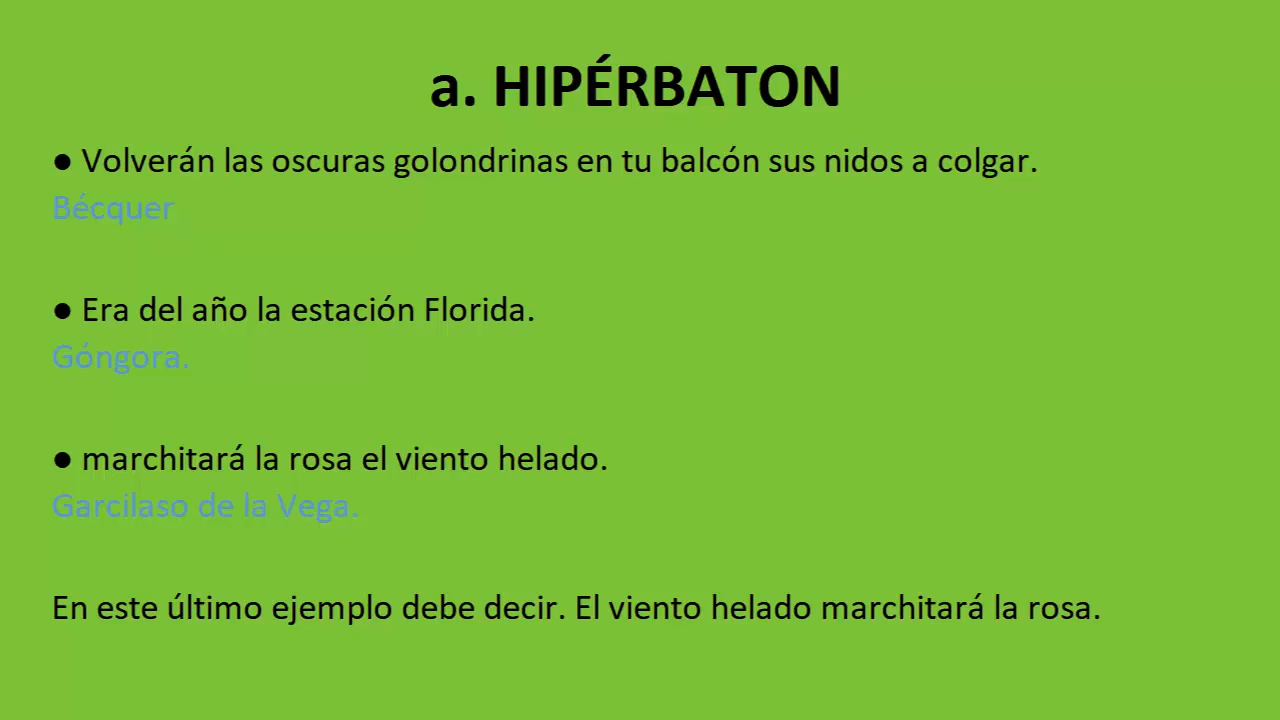 a. HIPÉRBATON
● Volverán las oscuras golondrinas en tu balcón sus nidos a colgar.
Bécquer
● Era del año la estación Florida.
Góngora.
● marchitará la rosa el viento helado.
Garcilaso de la Vega.
En este último ejemplo debe decir. El viento helado marchitará la rosa.